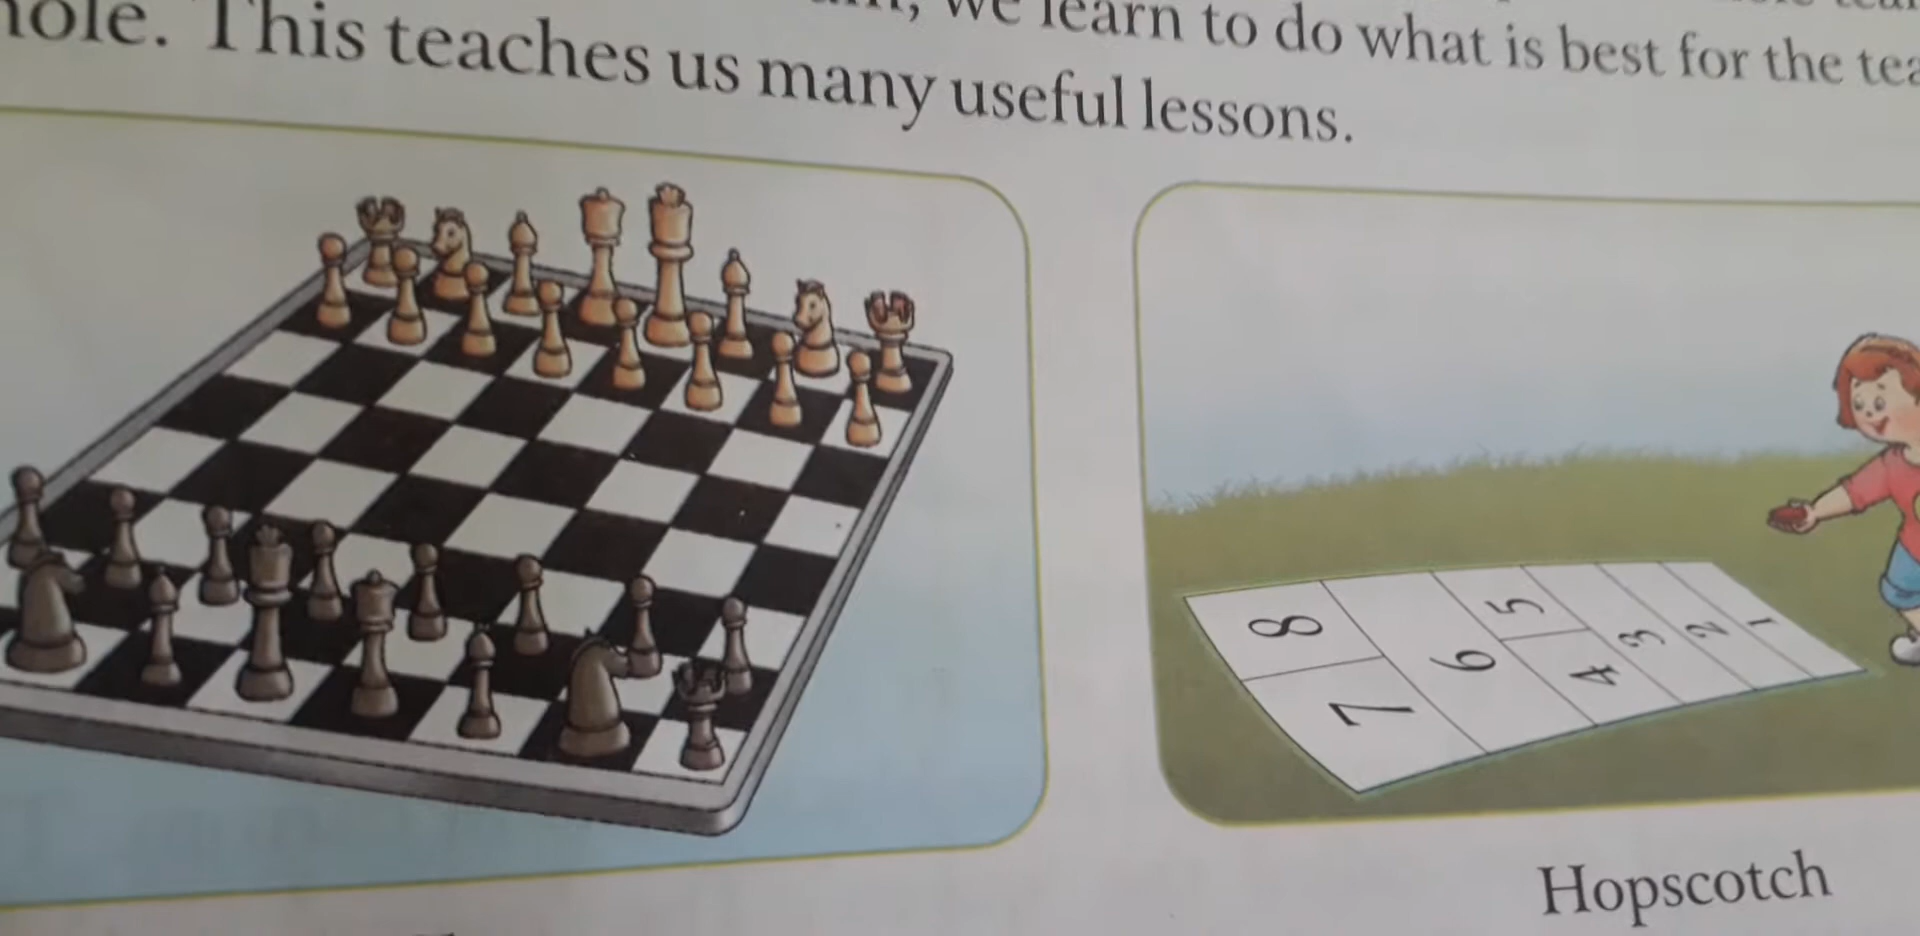 we learn to do what is best for the
This teaches us many useful lessons.
8 5
7 6 4 3 2 1
Hopscotch